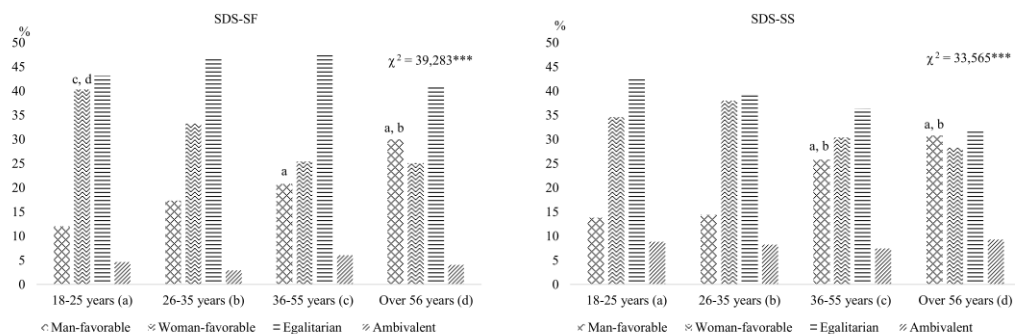 SDS-SF
%
50
45
40
35
30
25
20
15
10
5
0
χ² = 39,283***
c, d
a
a, b
18-25 years (a) 26-35 years (b) 36-55 years (c) Over 56 years (d)
Man-favorable Woman-favorable Egalitarian Ambivalent
SDS-SS
%
50
45
40
35
30
25
20
15
10
5
0
χ² = 33,565***
a, b
a, b
18-25 years (a) 26-35 years (b) 36-55 years (c) Over 56 years (d)
Man-favorable Woman-favorable Egalitarian Ambivalent